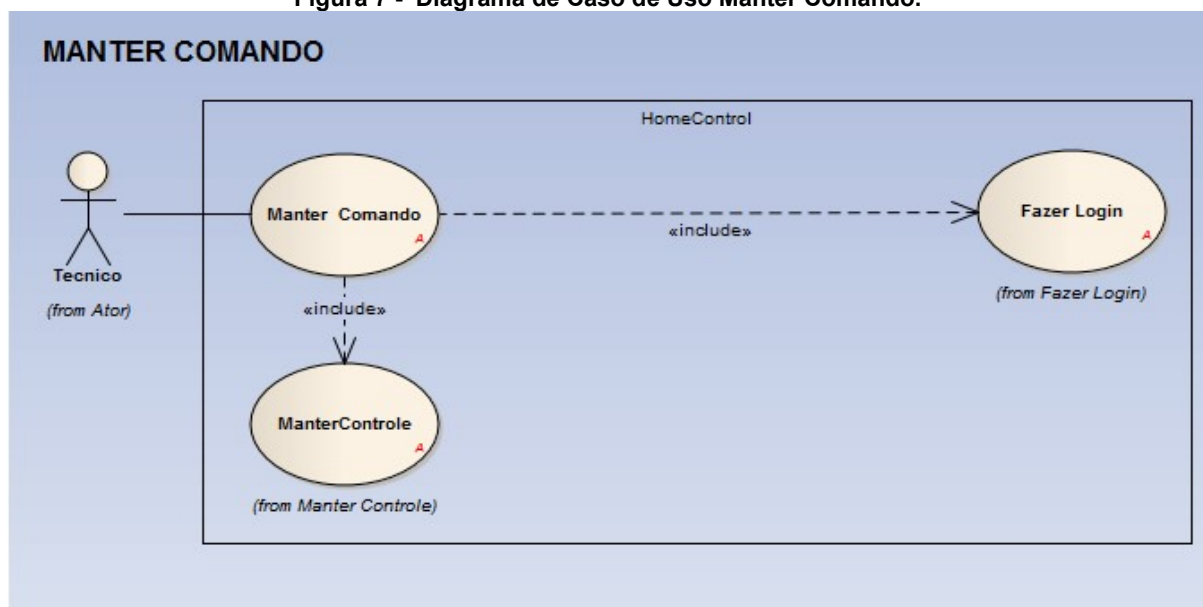 Figura 7 - Diagrama de Caso de Uso Manter Comando.
MANTER COMANDO
HomeControl
Manter Comando
A
«include»
Fazer Login
A
(from Fazer Login)
Tecnico
(from Ator)
«include»
ManterControle
A
(from Manter Controle)